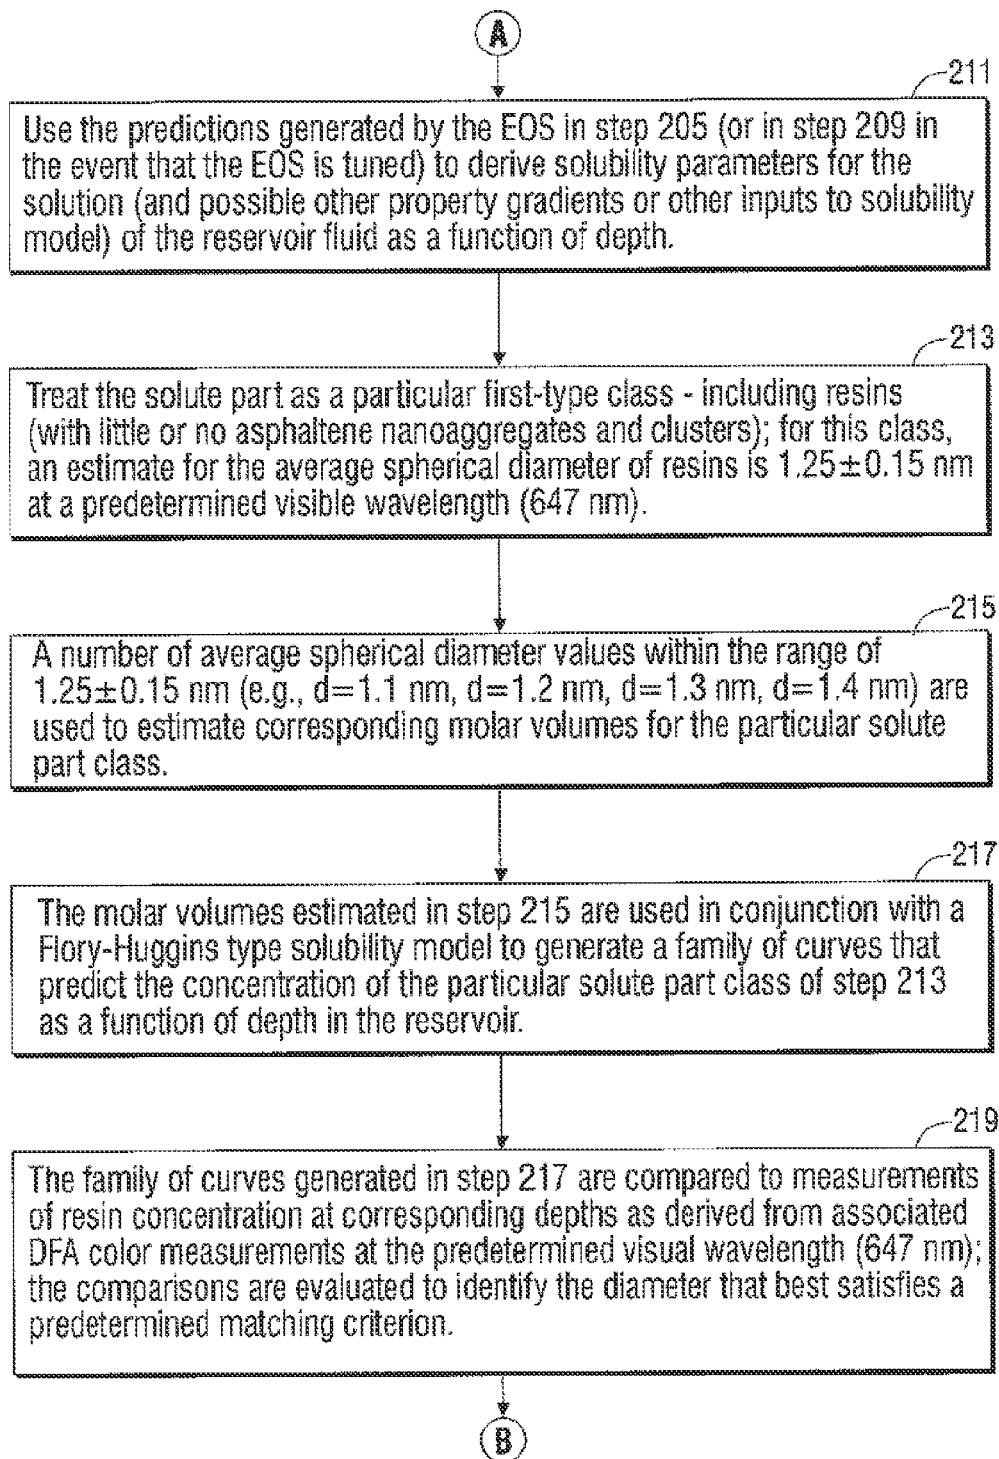 A
211
Use the predictions generated by the EOS in step 205 (or in step 209 in
the event that the EOS is tuned) to derive solubility parameters for the
solution (and possible other property gradients or other inputs to solubility
model) of the reservoir fluid as a function of depth.
213
Treat the solute part as a particular first-type class - including resins
(with little or no asphaltene nanoaggregates and clusters); for this class,
an estimate for the average spherical diameter of resins is 1.25±0.15 nm
at a predetermined visible wavelength (647 nm).
215
A number of average spherical diameter values within the range of
1.25±0.15 nm (e.g., d=1.1 nm, d=1.2 nm, d=1.3 nm, d=1.4 nm) are
used to estimate corresponding molar volumes for the particular solute
part class.
217
The molar volumes estimated in step 215 are used in conjunction with a
Flory-Huggins type solubility model to generate a family of curves that
predict the concentration of the particular solute part class of step 213
as a function of depth in the reservoir.
219
The family of curves generated in step 217 are compared to measurements
of resin concentration at corresponding depths as derived from associated
DFA color measurements at the predetermined visual wavelength (647 nm);
the comparisons are evaluated to identify the diameter that best satisfies a
predetermined matching criterion.
B